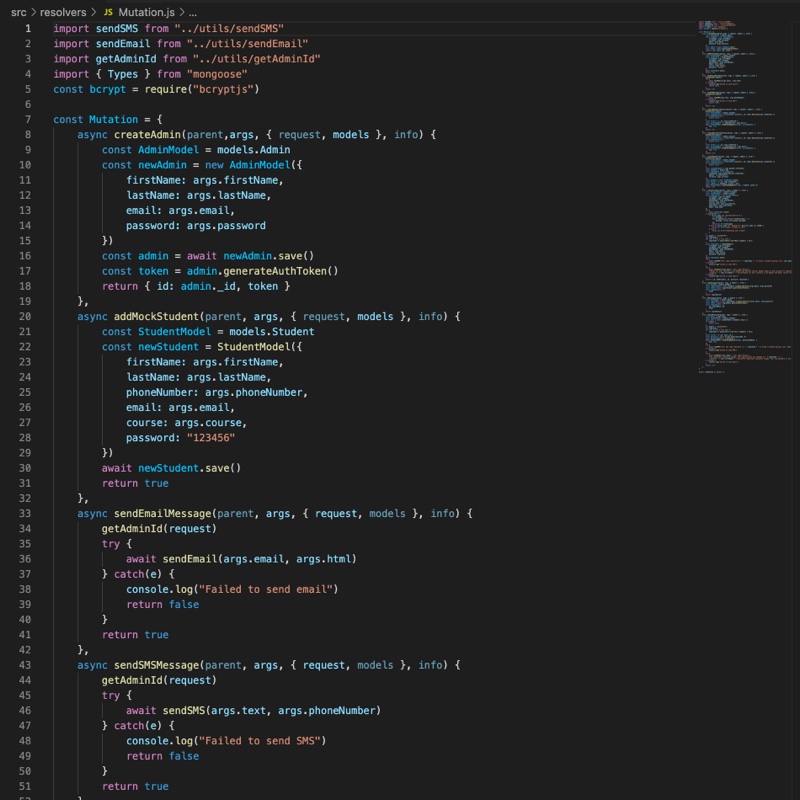 src > resolvers > JS Mutation.js > ...
1 import sendSMS from "../utils/sendSMS"
2 import sendEmail from "../utils/sendEmail"
3 import getAdminId from "../utils/getAdminId"
4 import { Types } from "mongoose"
5 const bcrypt = require("bcryptjs")
6
7 const Mutation = {
8 async createAdmin(parent,args, { request, models }, info) {
9 const AdminModel = models.Admin
10 const newAdmin = new AdminModel({
11 firstName: args.firstName,
12 lastName: args.lastName,
13 email: args.email,
14 password: args.password
15 })
16 const admin = await newAdmin.save()
17 const token = admin.generateAuthToken()
18 return { id: admin._id, token }
19 },
20 async addMockStudent(parent, args, { request, models }, info) {
21 const StudentModel = models.Student
22 const newStudent = StudentModel({
23 firstName: args.firstName,
24 lastName: args.lastName,
25 phoneNumber: args.phoneNumber,
26 email: args.email,
27 course: args.course,
28 password: "123456"
29 })
30 await newStudent.save()
31 return true
32 },
33 async sendEmailMessage(parent, args, { request, models }, info) {
34 getAdminId(request)
35 try {
36 await sendEmail(args.email, args.html)
37 } catch(e) {
38 console.log("Failed to send email")
39 return false
40 }
41 return true
42 },
43 async sendSMSMessage(parent, args, { request, models }, info) {
44 getAdminId(request)
45 try {
46 await sendSMS(args.text, args.phoneNumber)
47 } catch(e) {
48 console.log("Failed to send SMS")
49 return false
50 }
51 return true